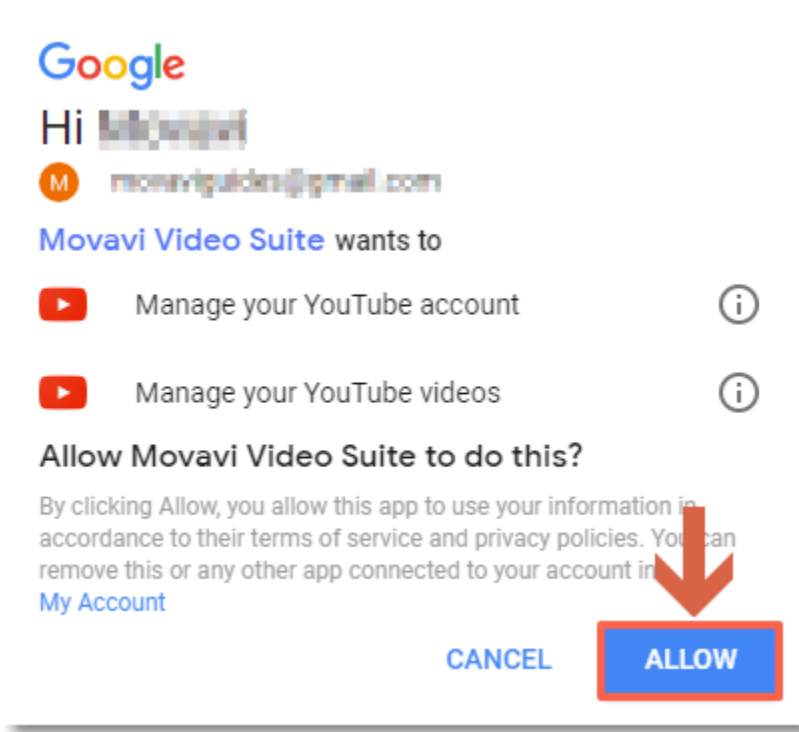 Google
Hi
M
Movavi Video Suite wants to
Manage your YouTube account
Manage your YouTube videos
Allow Movavi Video Suite to do this?
By clicking Allow, you allow this app to use your information in
accordance to their terms of service and privacy policies. You can
remove this or any other app connected to your account in
My Account
CANCEL ALLOW